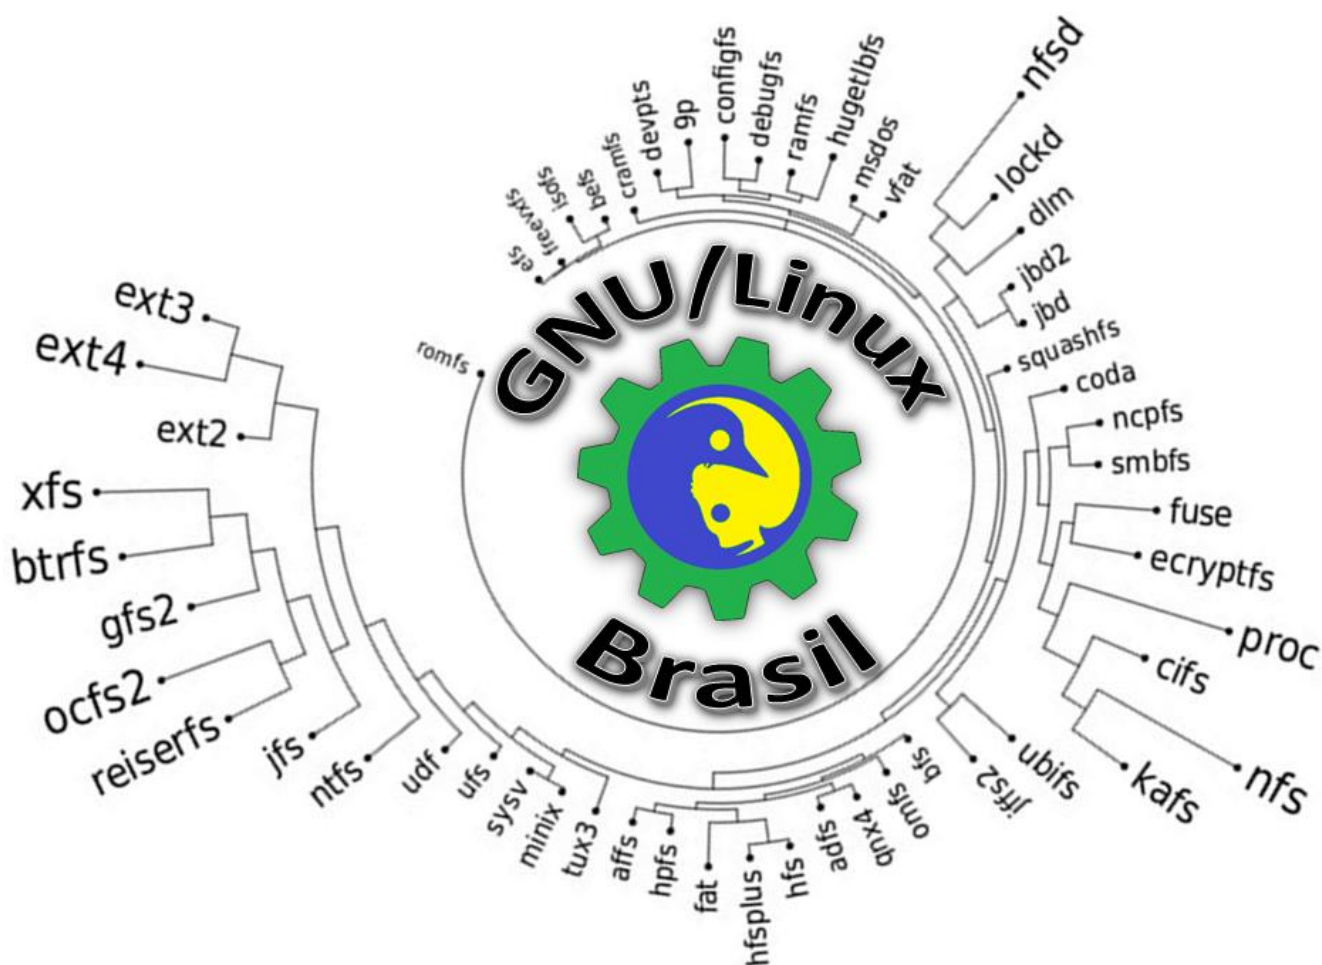 GNU/Linux
Brasil
romfs
efs
freevxfs
isofs
befs
cramfs
devpts
9p
configfs
debugfs
ramfs
hugetlbfs
msdos
vfat
nfsd
lockd
dlm
jbd2
jbd
squashfs
coda
ncpfs
smbfs
fuse
ecryptfs
proc
cifs
nfs
kafs
ubifs
jffs2
bfs
omfs
qnx4
adfs
hfs
hfsplus
fat
hpfs
affs
tux3
minix
sysv
ufs
udf
ntfs
jfs
reiserfs
ocfs2
gfs2
btrfs
xfs
ext2
ext4
ext3